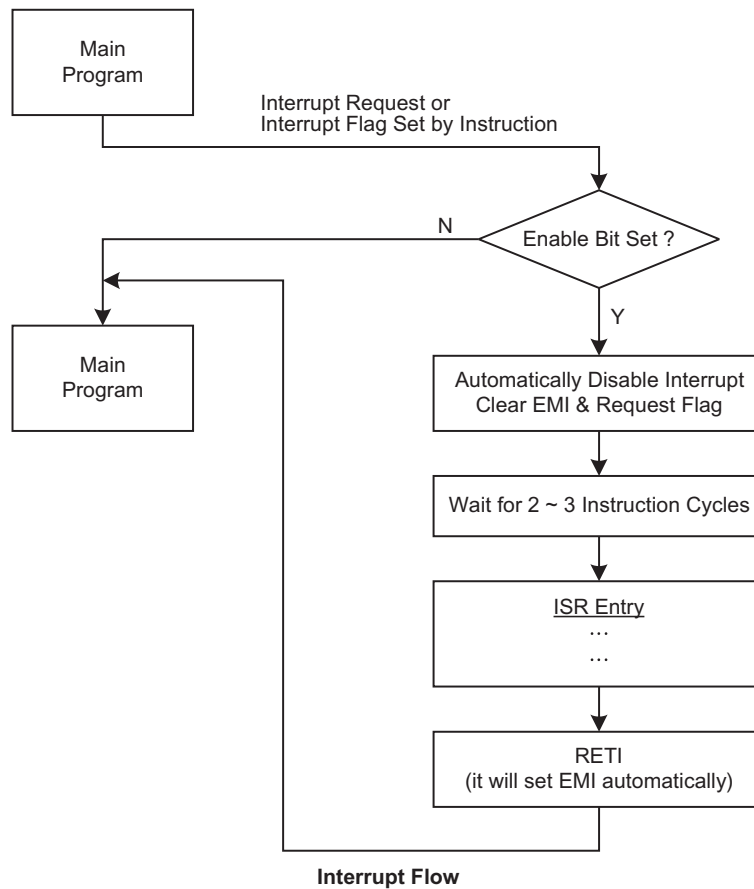 Main
Program
Interrupt Request or
Interrupt Flag Set by Instruction
Enable Bit Set ?
N
Y
Main
Program
Automatically Disable Interrupt
Clear EMI & Request Flag
Wait for 2 ~ 3 Instruction Cycles
ISR Entry
...
...
RETI
(it will set EMI automatically)
Interrupt Flow